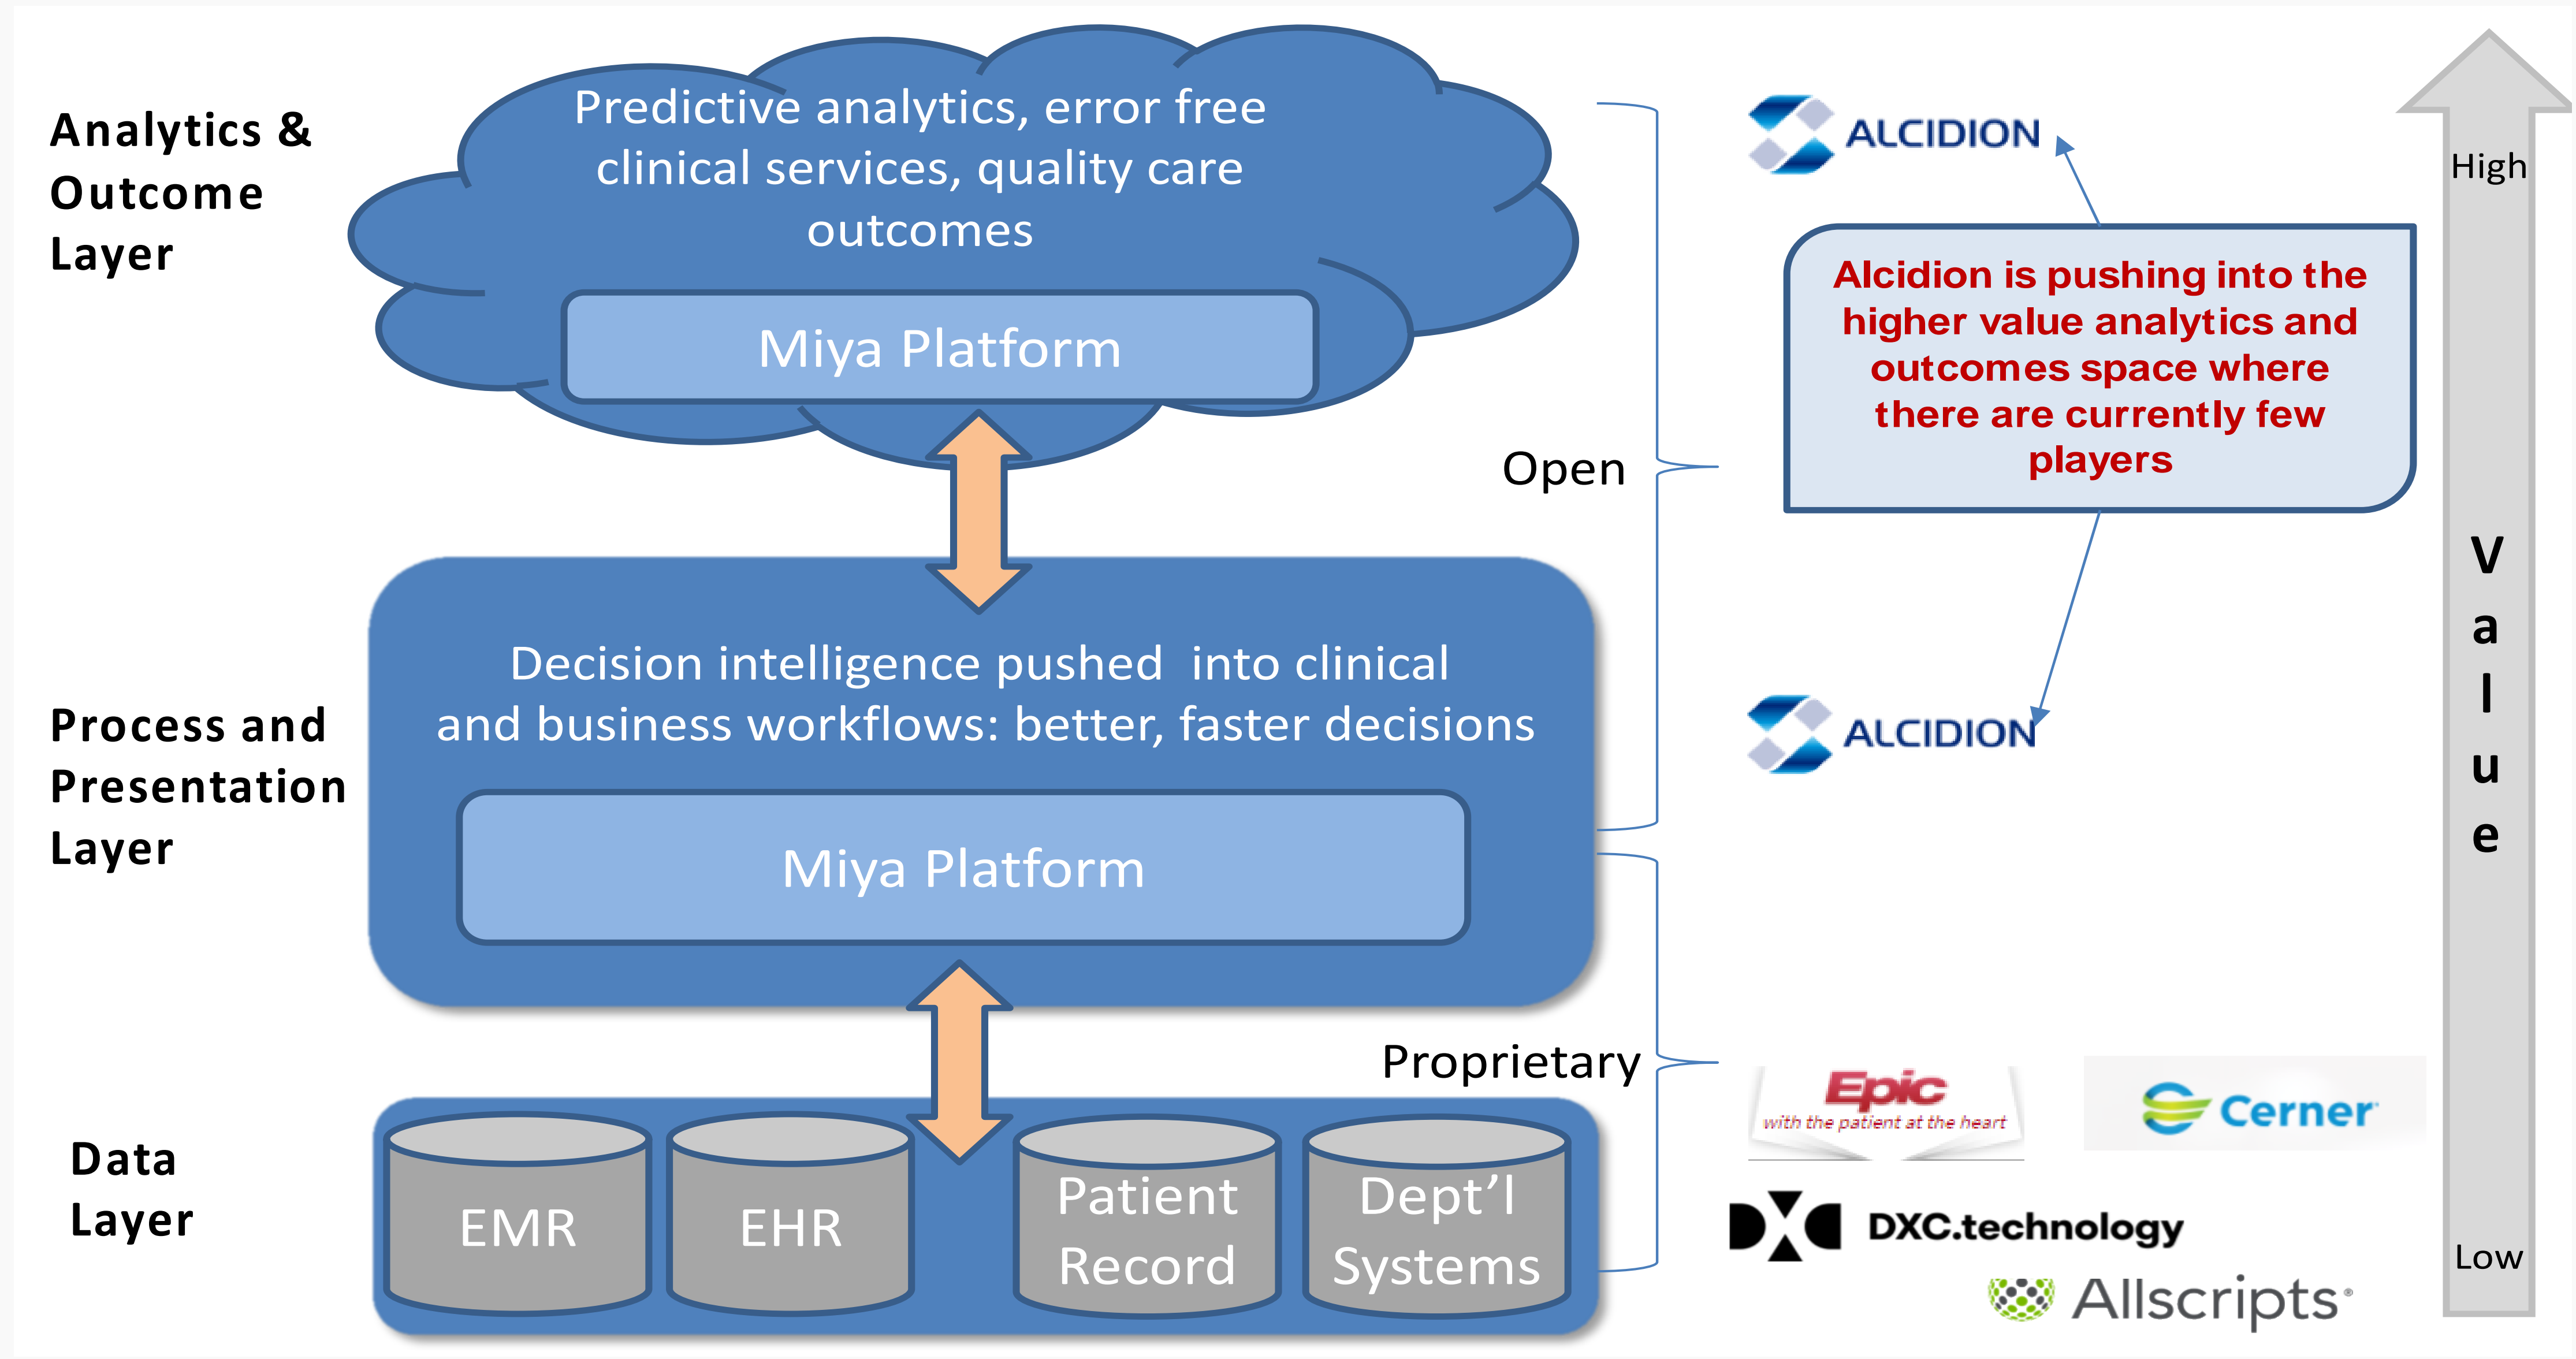 Analytics &
Outcome
Layer
Predictive analytics, error free
clinical services, quality care
outcomes
Miya Platform
ALCIDION
High
Alcidion is pushing into the
higher value analytics and
outcomes space where
there are currently few
players
Open
Value
Process and
Presentation
Layer
Decision intelligence pushed into clinical
and business workflows: better, faster decisions
Miya Platform
ALCIDION
Proprietary
Data
Layer
EMR
EHR
Patient
Record
Dept’l
Systems
Epic
with the patient at the heart
Cerner
DXC.technology
Allscripts
Low